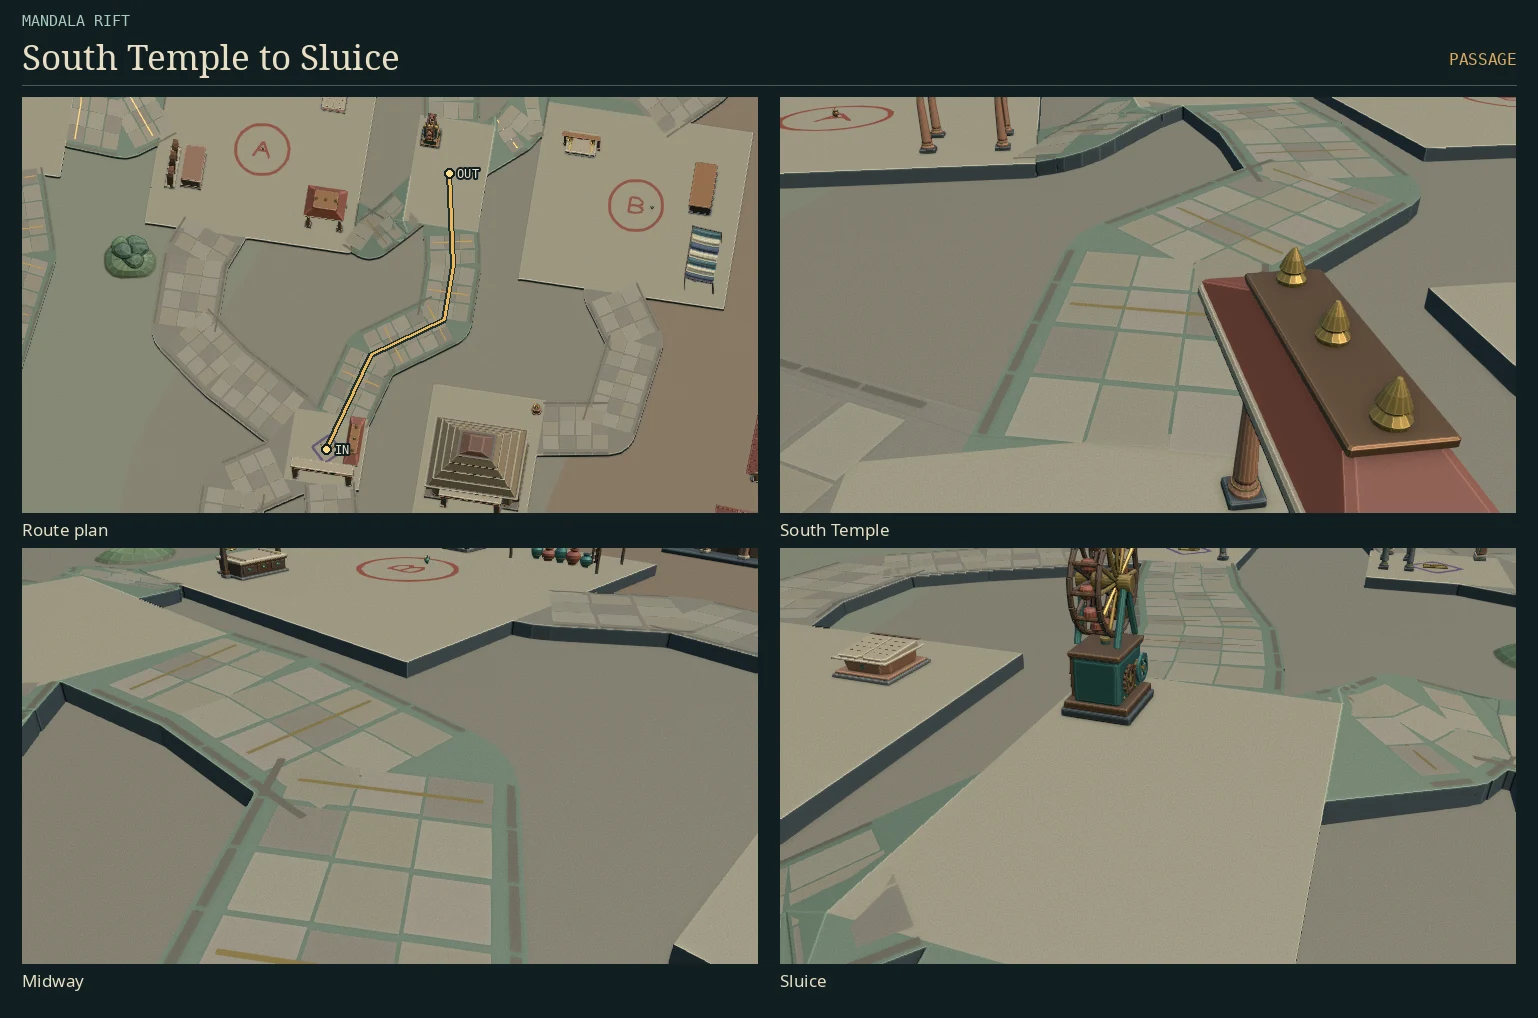 MANDALA RIFT
South Temple to Sluice
PASSAGE
A
OUT
B
IN
A
Route plan
South Temple
B
Midway
Sluice